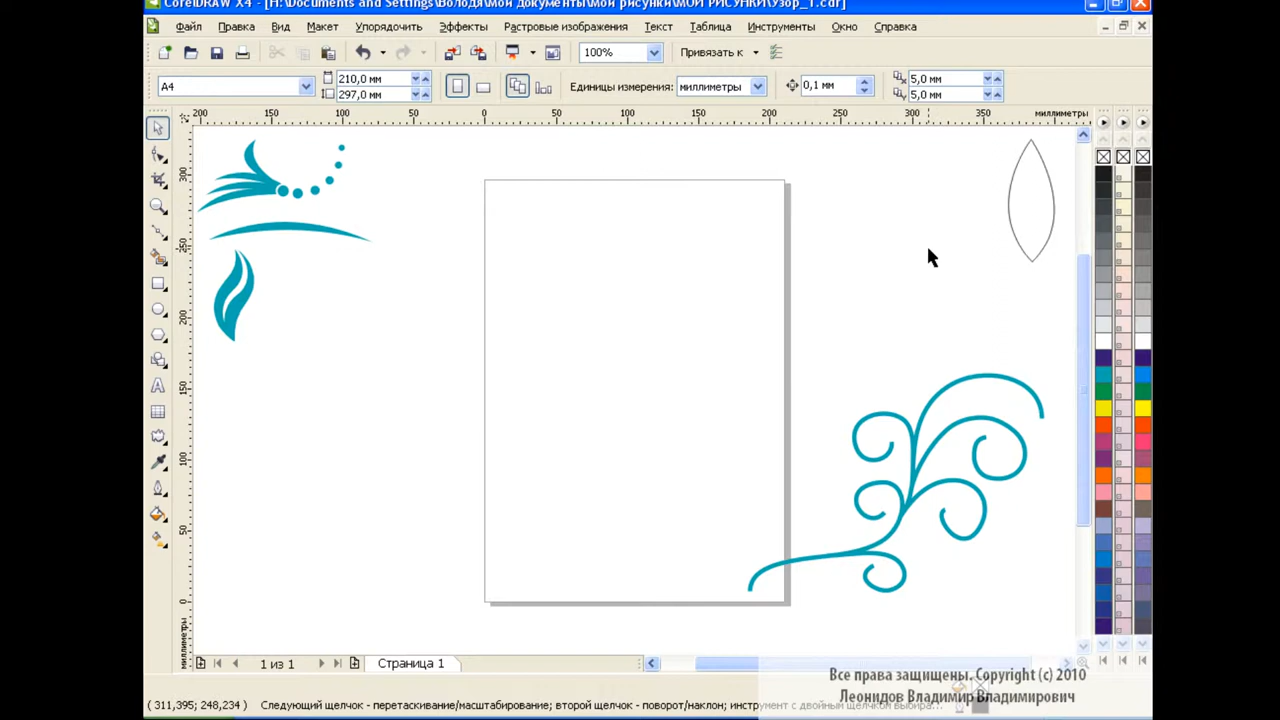 CorelDRAW X4 - [H:\Documents and Settings\Володя\мои документы\мои рисунки\МОИ РИСУНКИ\Узор_1.cdr]
Файл Правка Вид Макет Упорядочить Эффекты Растровые изображения Текст Таблица Инструменты Окно Справка
100% Привязать к
A4 210,0 мм 297,0 мм Единицы измерения: миллиметры 0,1 мм 5,0 мм 5,0 мм
200 150 100 50 0 50 100 150 200 250 300 350 миллиметры
300
250
200
150
100
50
0
миллиметры
1 из 1 Страница 1
Все права защищены. Copyright (c) 2010
Леонидов Владимир Владимирович
( 311,395; 248,234 ) Следующий щелчок - перетаскивание/масштабирование; второй щелчок - поворот/наклон; инструмент с двойным щелчком выбира...